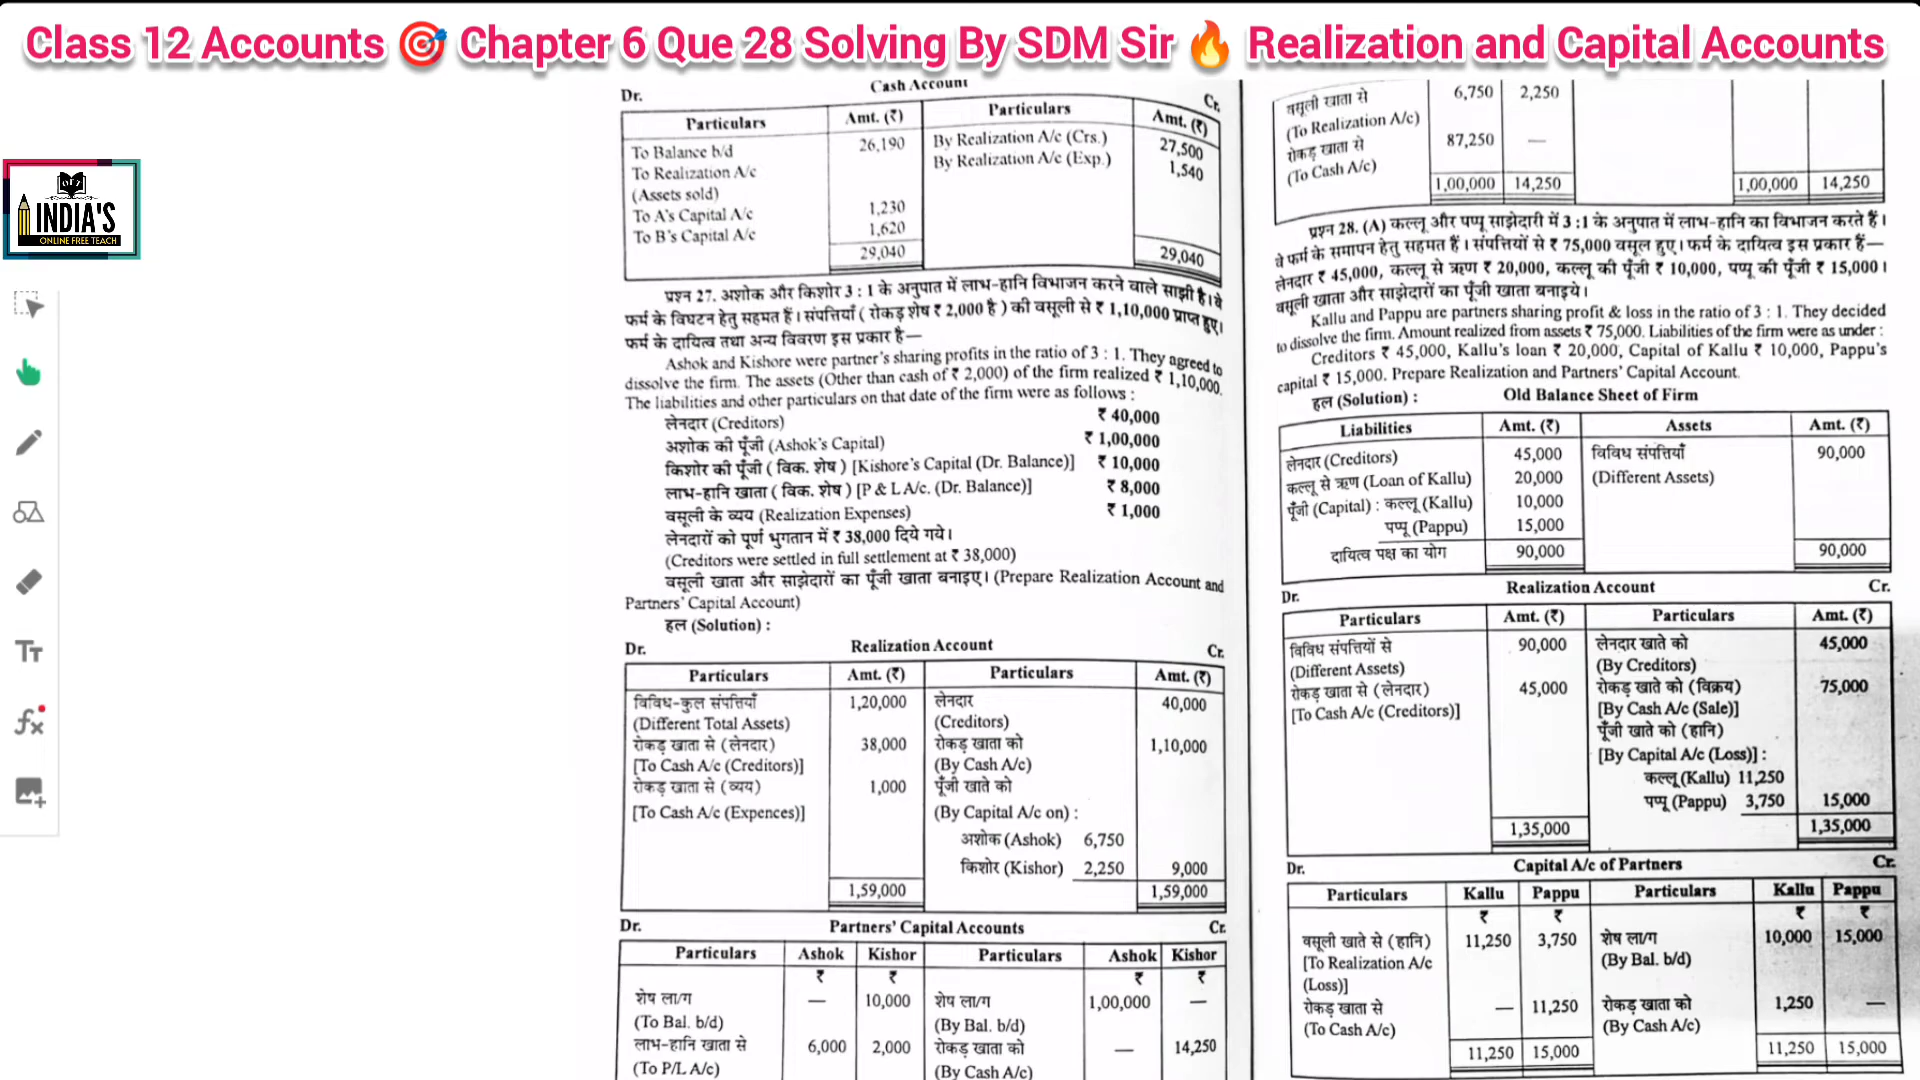 Class 12 Accounts 🎯 Chapter 6 Que 28 Solving By SDM Sir 🔥 Realization and Capital Accounts
INDIA'S
ONLINE FREE TEACH
Dr. Cash Account Cr.
Particulars Amt. (₹) Particulars Amt. (₹)
To Balance b/d 26,190 By Realization A/c (Crs.) 27,500
To Realization A/c By Realization A/c (Exp.) 1,540
(Assets sold)
To A's Capital A/c 1,230
To B's Capital A/c 1,620
29,040 29,040
प्रश्न 27. अशोक और किशोर 3 : 1 के अनुपात में लाभ-हानि विभाजन करने वाले साझी है। वे
फर्म के विघटन हेतु सहमत हैं। संपत्तियाँ ( रोकड़ शेष ₹ 2,000 है ) की वसूली से ₹ 1,10,000 प्राप्त हुए।
फर्म के दायित्व तथा अन्य विवरण इस प्रकार है—
Ashok and Kishore were partner's sharing profits in the ratio of 3 : 1. They agreed to
dissolve the firm. The assets (Other than cash of ₹ 2,000) of the firm realized ₹ 1,10,000.
The liabilities and other particulars on that date of the firm were as follows :
लेनदार (Creditors) ₹ 40,000
अशोक की पूँजी (Ashok's Capital) ₹ 1,00,000
किशोर की पूँजी ( विक. शेष ) [Kishore's Capital (Dr. Balance)] ₹ 10,000
लाभ-हानि खाता ( विक. शेष ) [P & L A/c. (Dr. Balance)] ₹ 8,000
वसूली के व्यय (Realization Expenses) ₹ 1,000
लेनदारों को पूर्ण भुगतान में ₹ 38,000 दिये गये।
(Creditors were settled in full settlement at ₹ 38,000)
वसूली खाता और साझेदारों का पूँजी खाता बनाइए। (Prepare Realization Account and
Partners' Capital Account)
हल (Solution) :
Dr. Realization Account Cr.
Particulars Amt. (₹) Particulars Amt. (₹)
विविध-कुल संपत्तियाँ 1,20,000 लेनदार 40,000
(Different Total Assets) (Creditors)
रोकड़ खाता से (लेनदार) 38,000 रोकड़ खाता को 1,10,000
[To Cash A/c (Creditors)] (By Cash A/c)
रोकड़ खाता से (व्यय) 1,000 पूँजी खाते को
[To Cash A/c (Expences)] (By Capital A/c on) :
अशोक (Ashok) 6,750
किशोर (Kishor) 2,250 9,000
1,59,000 1,59,000
Dr. Partners' Capital Accounts Cr.
Particulars Ashok Kishor Particulars Ashok Kishor
₹ ₹ ₹ ₹
शेष ला/ग — 10,000 शेष ला/ग 1,00,000 —
(To Bal. b/d) (By Bal. b/d)
लाभ-हानि खाता से 6,000 2,000 रोकड़ खाता को — 14,250
(To P/L A/c) (By Cash A/c)
वसूली खाता से 6,750 2,250
(To Realization A/c)
रोकड़ खाता से 87,250 —
(To Cash A/c)
1,00,000 14,250 1,00,000 14,250
प्रश्न 28. (A) कल्लू और पप्पू साझेदारी में 3 : 1 के अनुपात में लाभ-हानि का विभाजन करते हैं।
वे फर्म के समापन हेतु सहमत हैं। संपत्तियों से ₹ 75,000 वसूल हुए। फर्म के दायित्व इस प्रकार हैं—
लेनदार ₹ 45,000, कल्लू से ऋण ₹ 20,000, कल्लू की पूँजी ₹ 10,000, पप्पू की पूँजी ₹ 15,000।
वसूली खाता और साझेदारों का पूँजी खाता बनाइये।
Kallu and Pappu are partners sharing profit & loss in the ratio of 3 : 1. They decided
to dissolve the firm. Amount realized from assets ₹ 75,000. Liabilities of the firm were as under :
Creditors ₹ 45,000, Kallu's loan ₹ 20,000, Capital of Kallu ₹ 10,000, Pappu's
capital ₹ 15,000. Prepare Realization and Partners' Capital Account.
हल (Solution) : Old Balance Sheet of Firm
Liabilities Amt. (₹) Assets Amt. (₹)
लेनदार (Creditors) 45,000 विविध संपत्तियाँ 90,000
कल्लू से ऋण (Loan of Kallu) 20,000 (Different Assets)
पूँजी (Capital) : कल्लू (Kallu) 10,000
पप्पू (Pappu) 15,000
दायित्व पक्ष का योग 90,000 90,000
Dr. Realization Account Cr.
Particulars Amt. (₹) Particulars Amt. (₹)
विविध संपत्तियों से 90,000 लेनदार खाते को 45,000
(Different Assets) (By Creditors)
रोकड़ खाता से (लेनदार) 45,000 रोकड़ खाते को (विक्रय) 75,000
[To Cash A/c (Creditors)] [By Cash A/c (Sale)]
पूँजी खाते को (हानि)
[By Capital A/c (Loss)] :
कल्लू (Kallu) 11,250
पप्पू (Pappu) 3,750 15,000
1,35,000 1,35,000
Dr. Capital A/c of Partners Cr.
Particulars Kallu Pappu Particulars Kallu Pappu
₹ ₹ ₹ ₹
वसूली खाते से (हानि) 11,250 3,750 शेष ला/ग 10,000 15,000
[To Realization A/c (By Bal. b/d)
(Loss)]
रोकड़ खाता से — 11,250 रोकड़ खाता को 1,250 —
(To Cash A/c) (By Cash A/c)
11,250 15,000 11,250 15,000